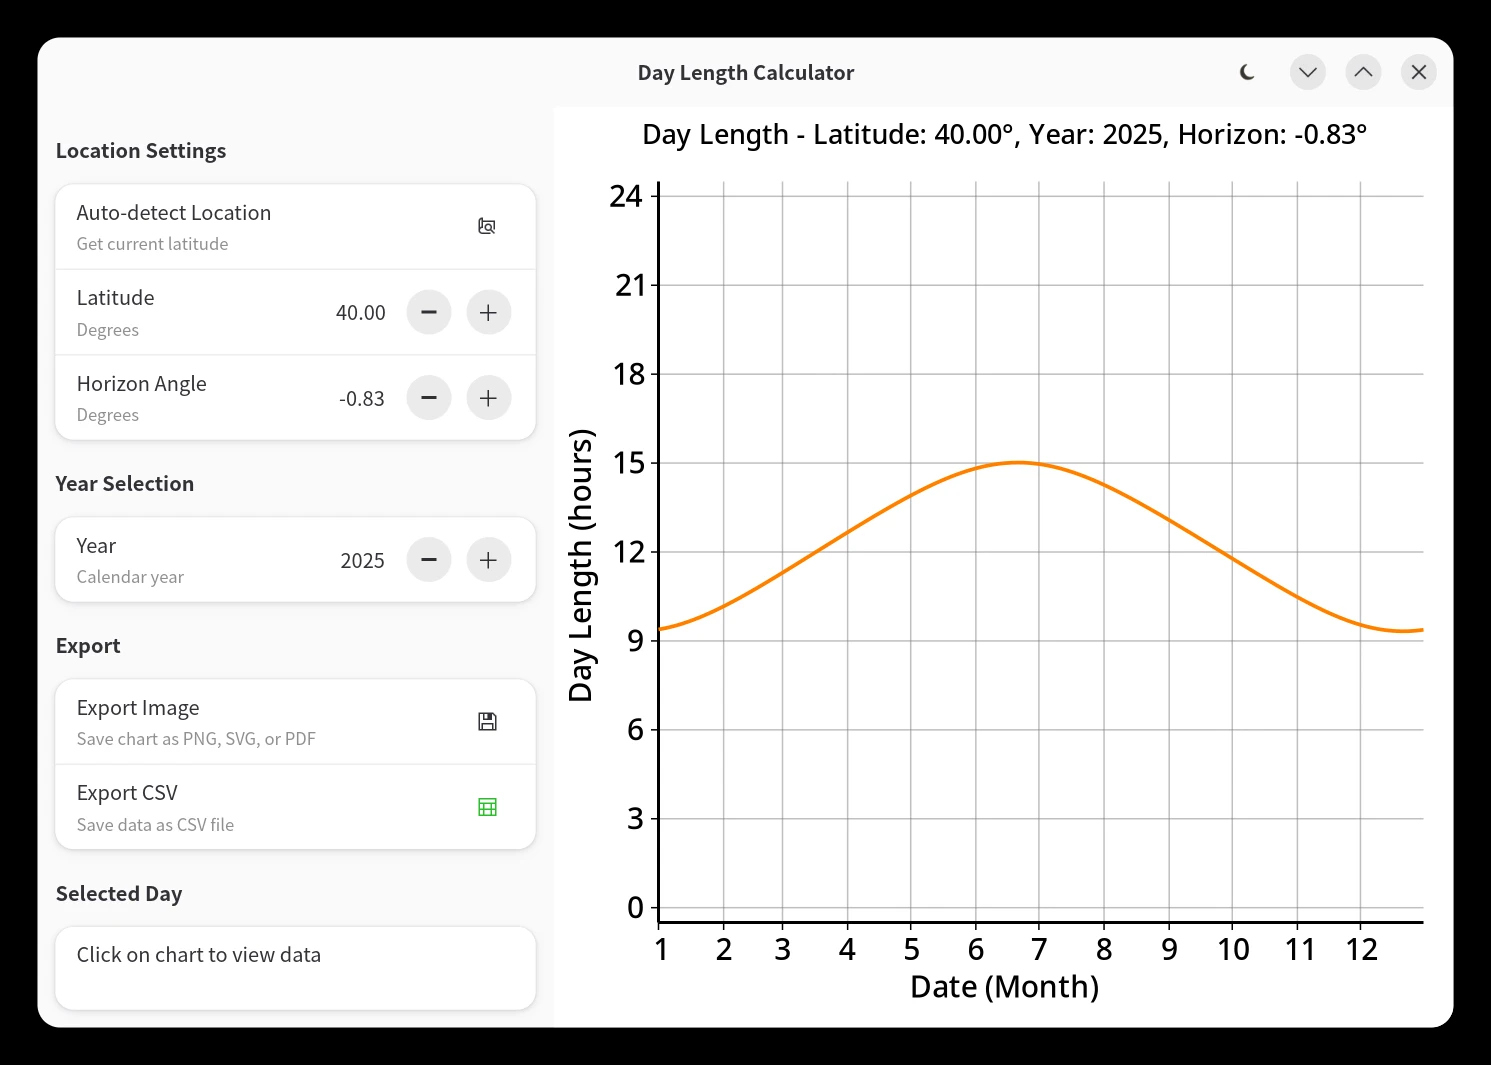 Day Length Calculator
Location Settings
Auto-detect Location
Get current latitude
Latitude
Degrees
40.00
Horizon Angle
Degrees
-0.83
Year Selection
Year
Calendar year
2025
Export
Export Image
Save chart as PNG, SVG, or PDF
Export CSV
Save data as CSV file
Selected Day
Click on chart to view data
Day Length - Latitude: 40.00°, Year: 2025, Horizon: -0.83°
Day Length (hours)
24
21
18
15
12
9
6
3
0
1 2 3 4 5 6 7 8 9 10 11 12
Date (Month)